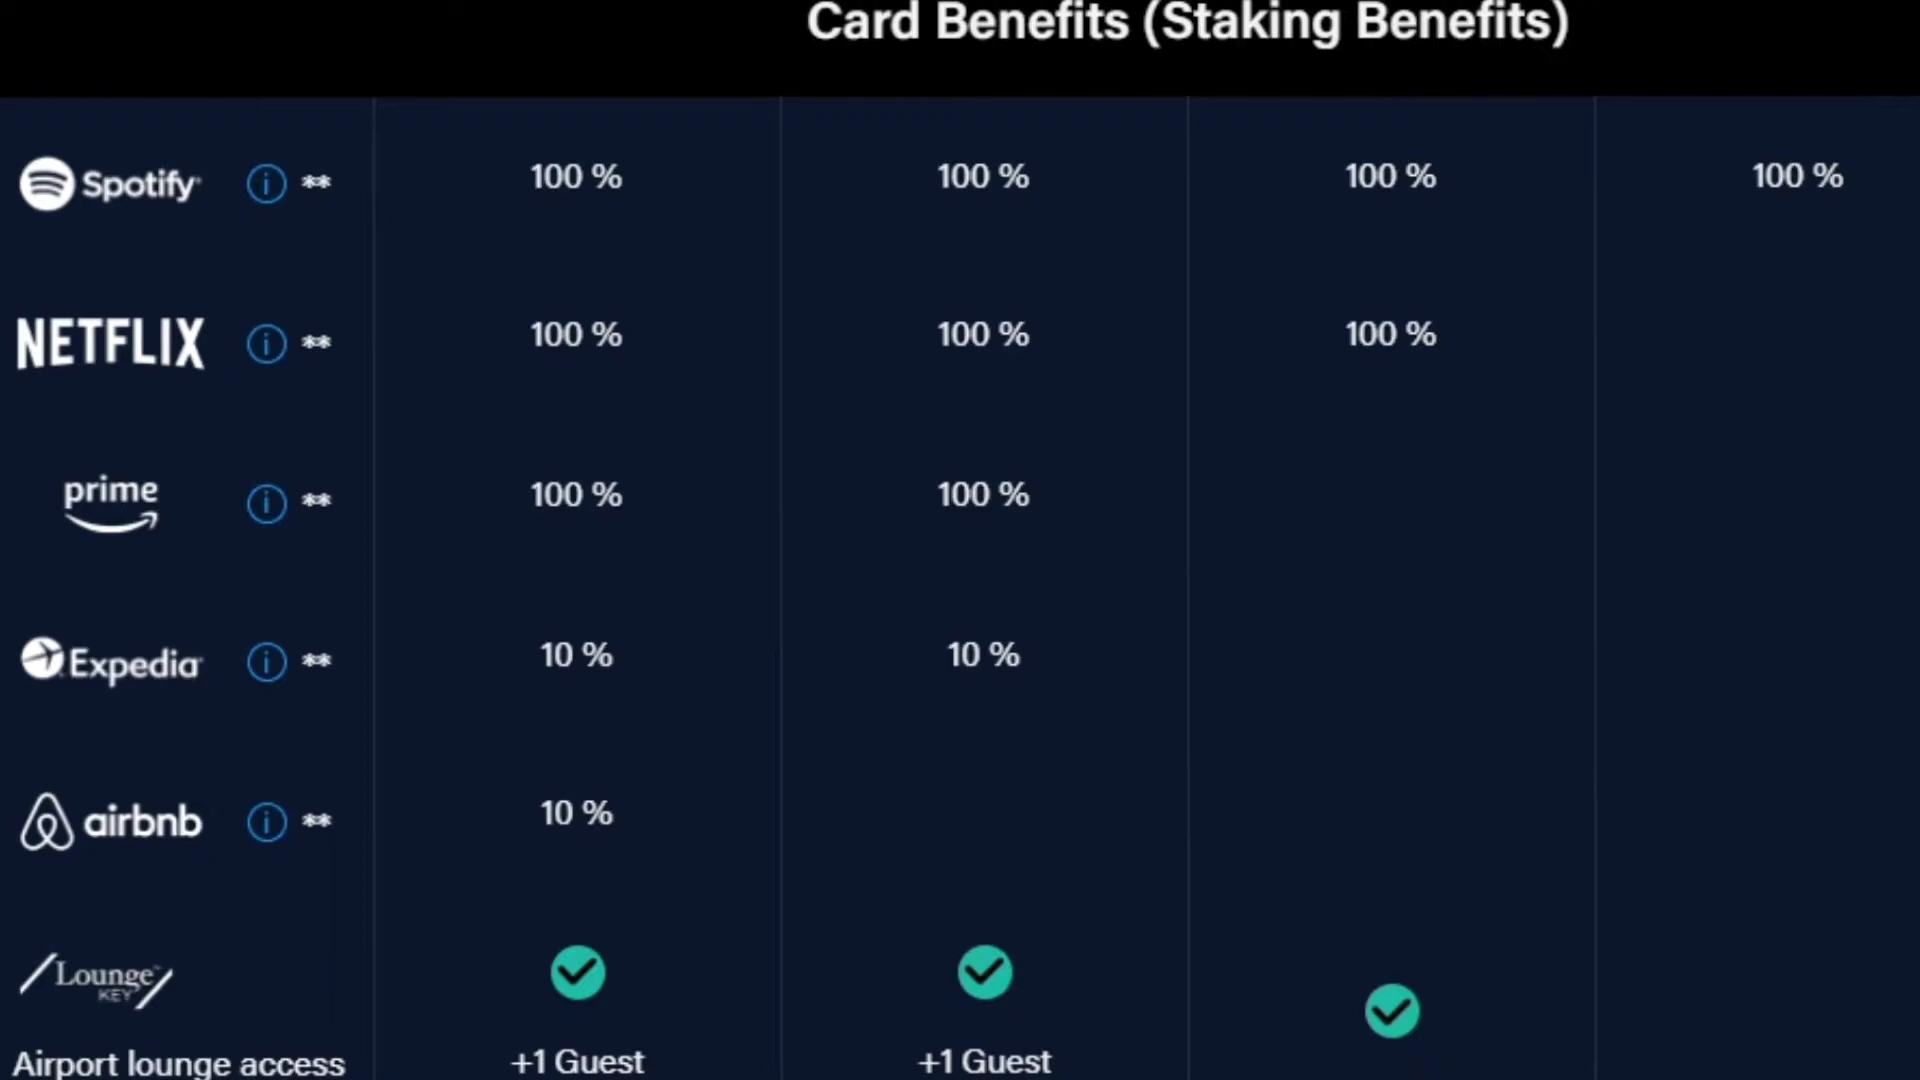 Card Benefits (Staking Benefits)
Spotify ** 100 % 100 % 100 % 100 %
NETFLIX ** 100 % 100 % 100 %
prime ** 100 % 100 %
Expedia ** 10 % 10 %
airbnb ** 10 %
Lounge KEY
Airport lounge access +1 Guest +1 Guest